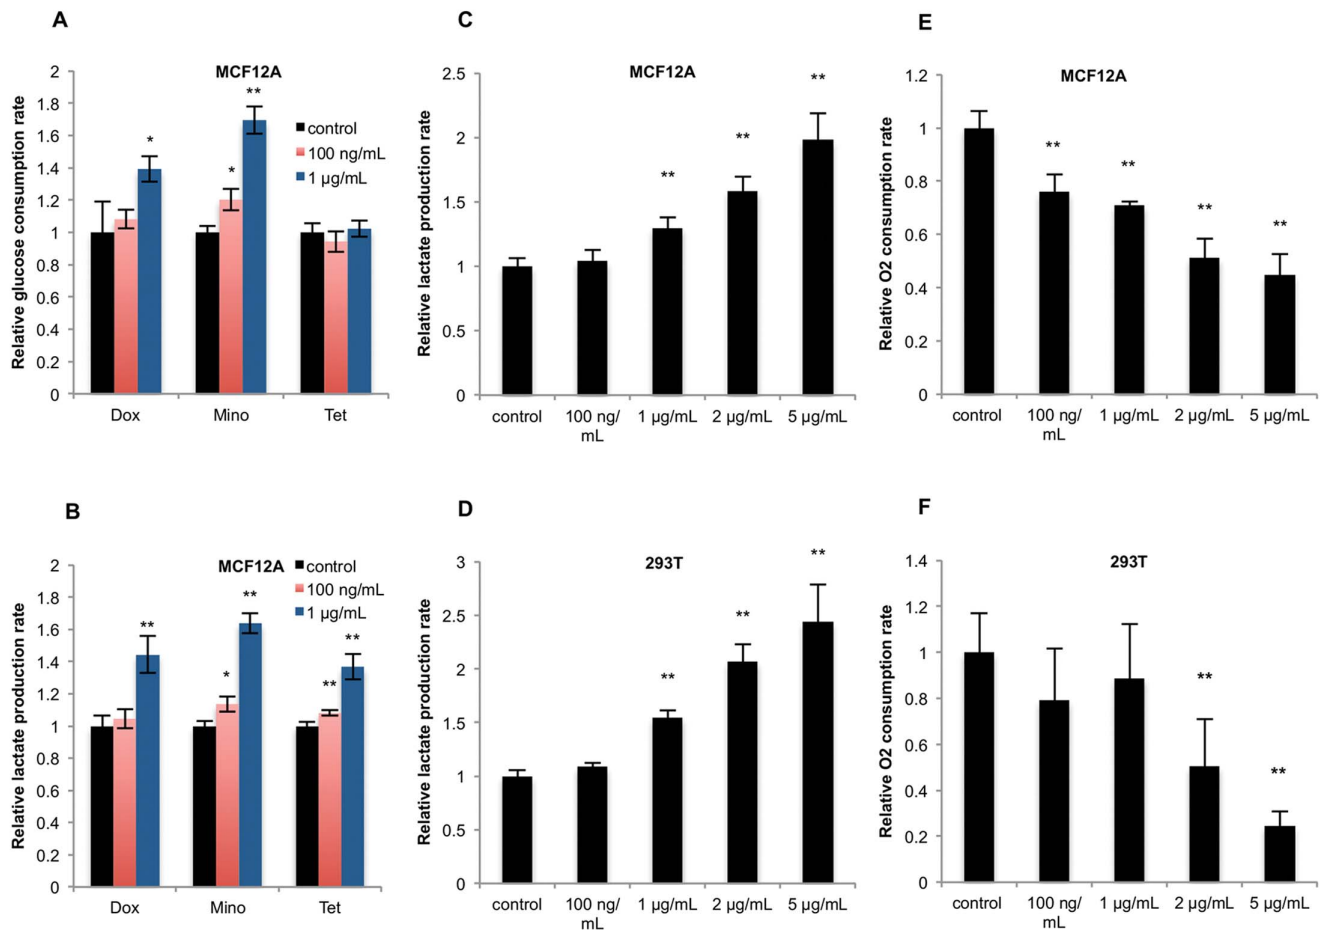 A
MCF12A
Relative glucose consumption rate
2
1.8
1.6
1.4
1.2
1
0.8
0.6
0.4
0.2
0
*
*
**
control
100 ng/mL
1 µg/mL
Dox
Mino
Tet
B
MCF12A
Relative lactate production rate
2
1.8
1.6
1.4
1.2
1
0.8
0.6
0.4
0.2
0
**
*
**
**
**
control
100 ng/mL
1 µg/mL
Dox
Mino
Tet
C
MCF12A
Relative lactate production rate
2.5
2
1.5
1
0.5
0
**
**
**
control
100 ng/
mL
1 µg/mL
2 µg/mL
5 µg/mL
D
293T
Relative lactate production rate
3
2.5
2
1.5
1
0.5
0
**
**
**
control
100 ng/
mL
1 µg/mL
2 µg/mL
5 µg/mL
E
MCF12A
Relative O2 consumption rate
1.2
1
0.8
0.6
0.4
0.2
0
**
**
**
**
control
100 ng/
mL
1 µg/mL
2 µg/mL
5 µg/mL
F
293T
Relative O2 consumption rate
1.4
1.2
1
0.8
0.6
0.4
0.2
0
**
**
control
100 ng/
mL
1 µg/mL
2 µg/mL
5 µg/mL